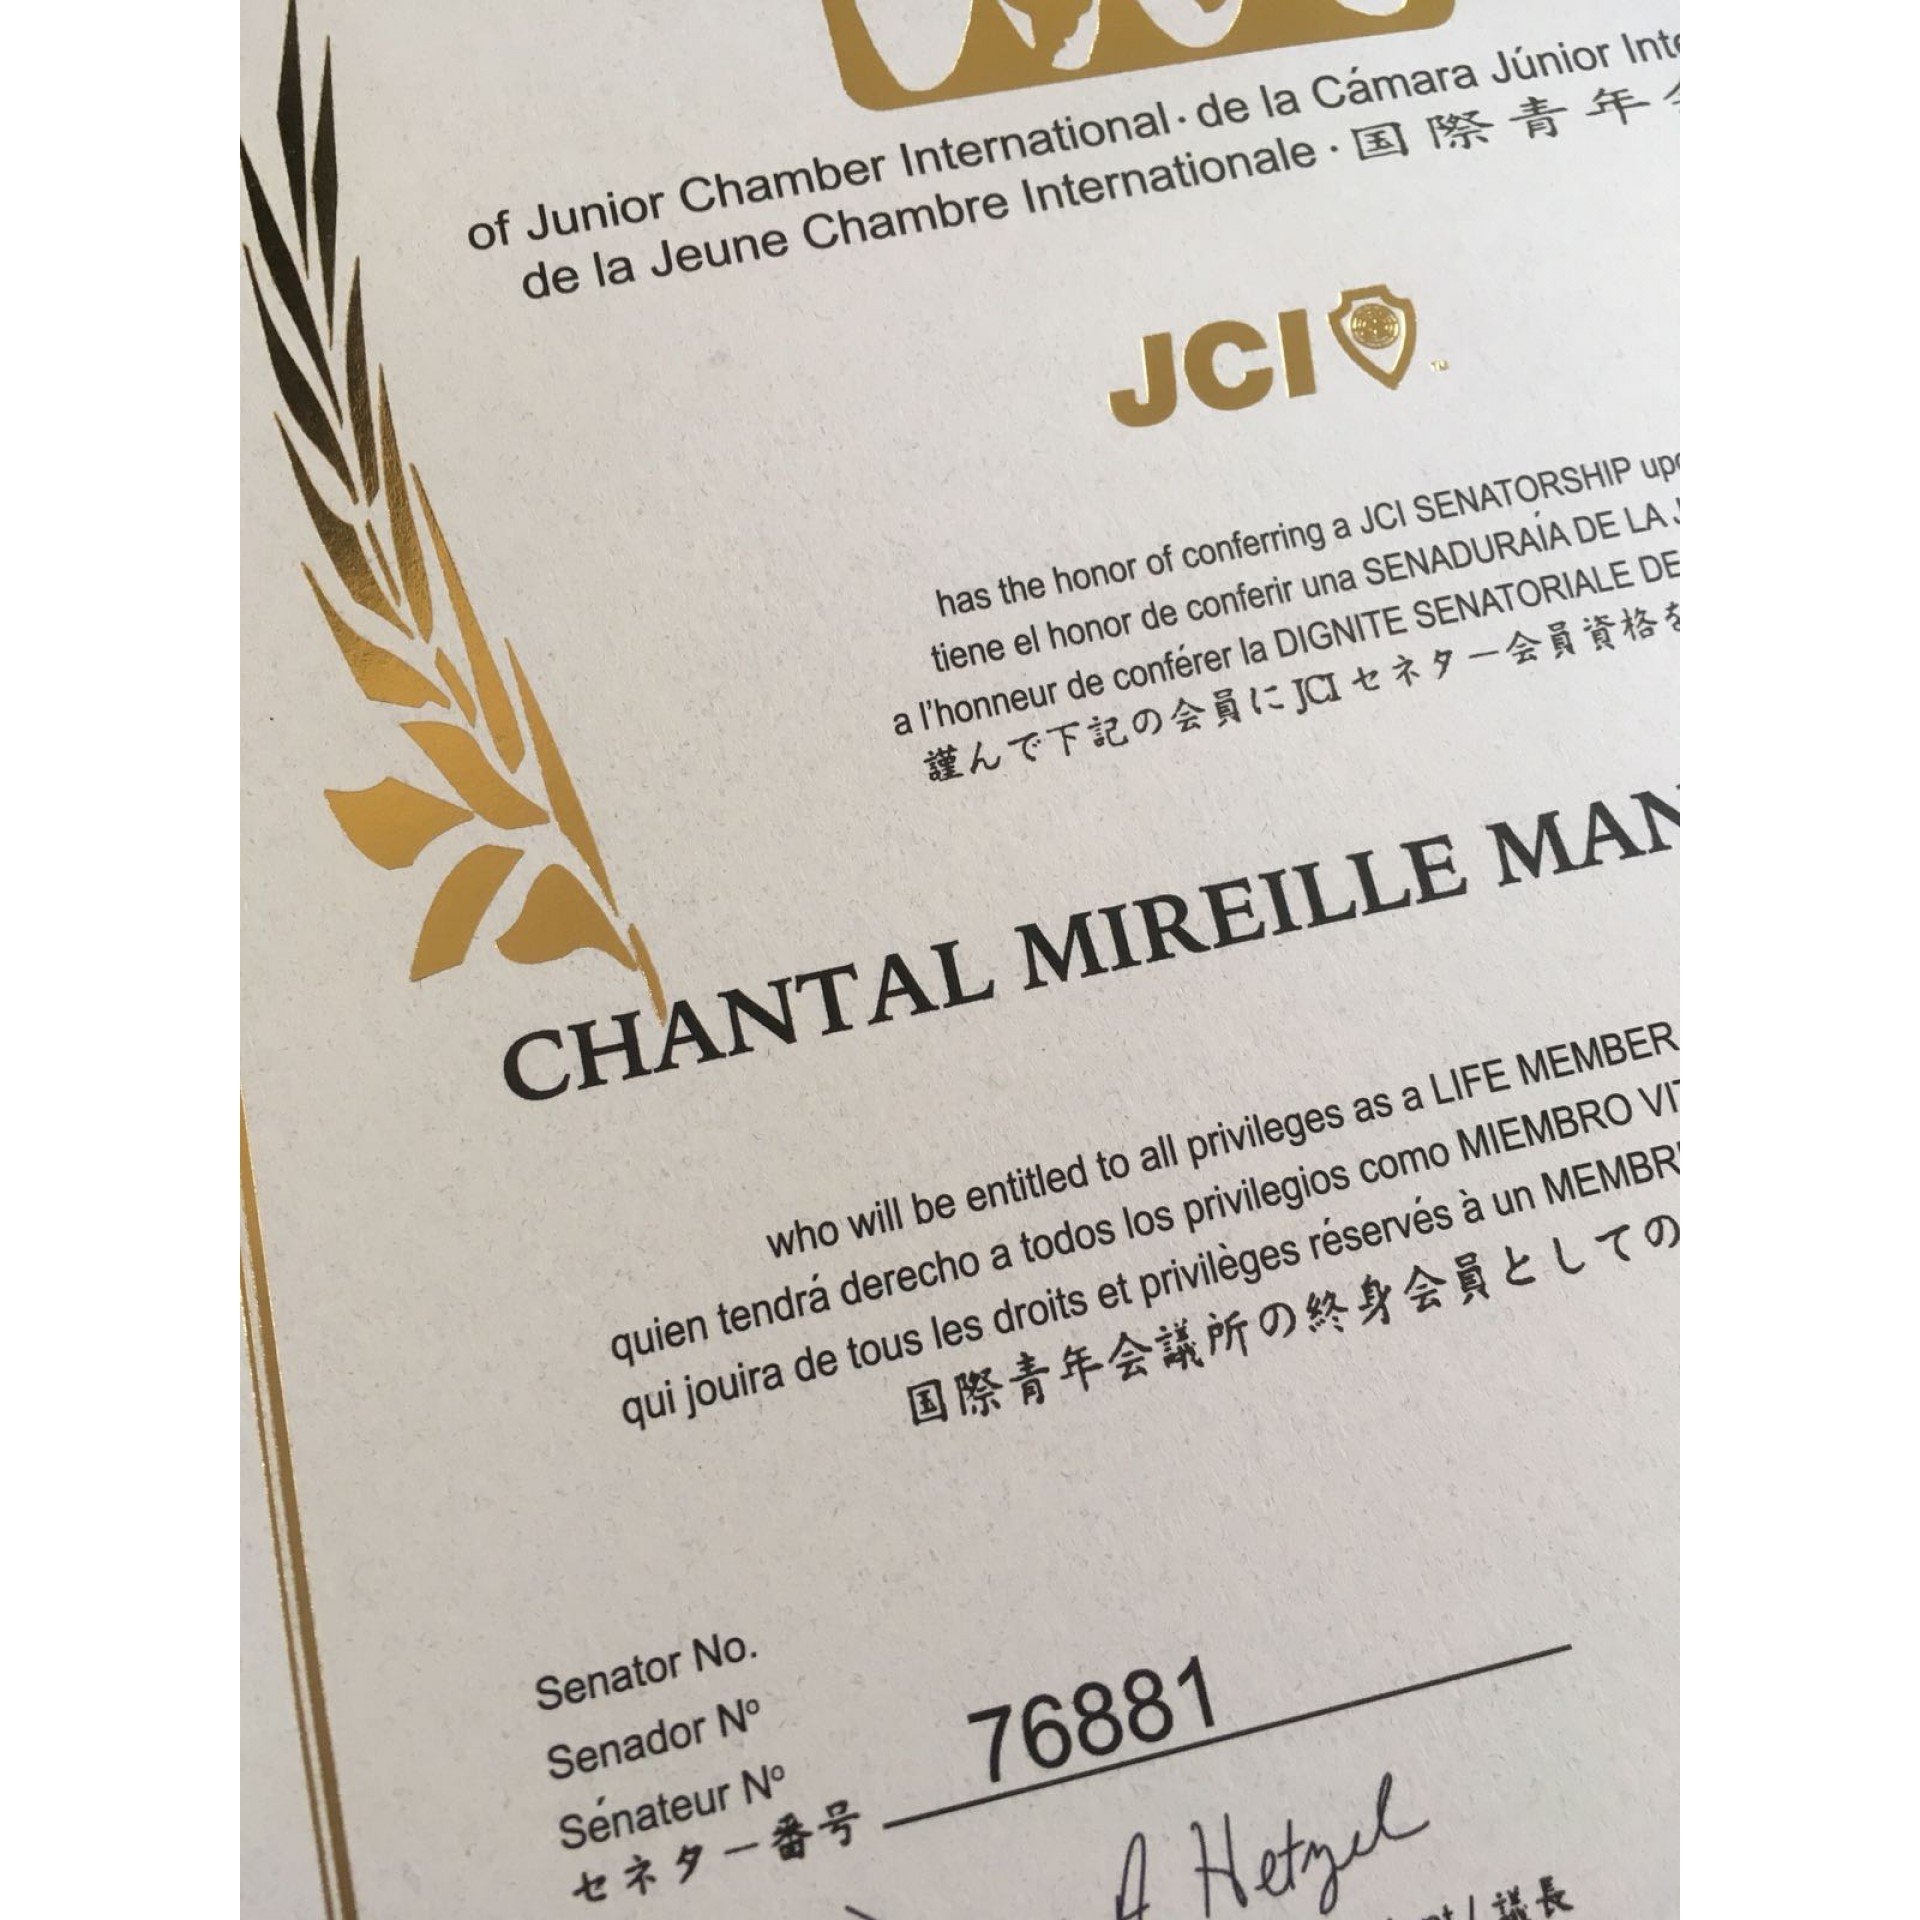 of Junior Chamber International · de la Cámara Júnior
de la Jeune Chambre Internationale · 国際青年
JCI
TM
has the honor of conferring a JCI SENATORSHIP
tiene el honor de conferir una SENADURAÍA DE LA
a l'honneur de conférer la DIGNITE SENATORIALE DE
謹んで下記の会員にJCIセネター会員資格を
CHANTAL MIREILLE
who will be entitled to all privileges as a LIFE MEMBER
quien tendrá derecho a todos los privilegios como MIEMBRO
qui jouira de tous les droits et privilèges réservés à un
国際青年会議所の終身会員としての
Senator No.
Senador Nº
Sénateur Nº
セネター番号
76881
A Hetzel
議長